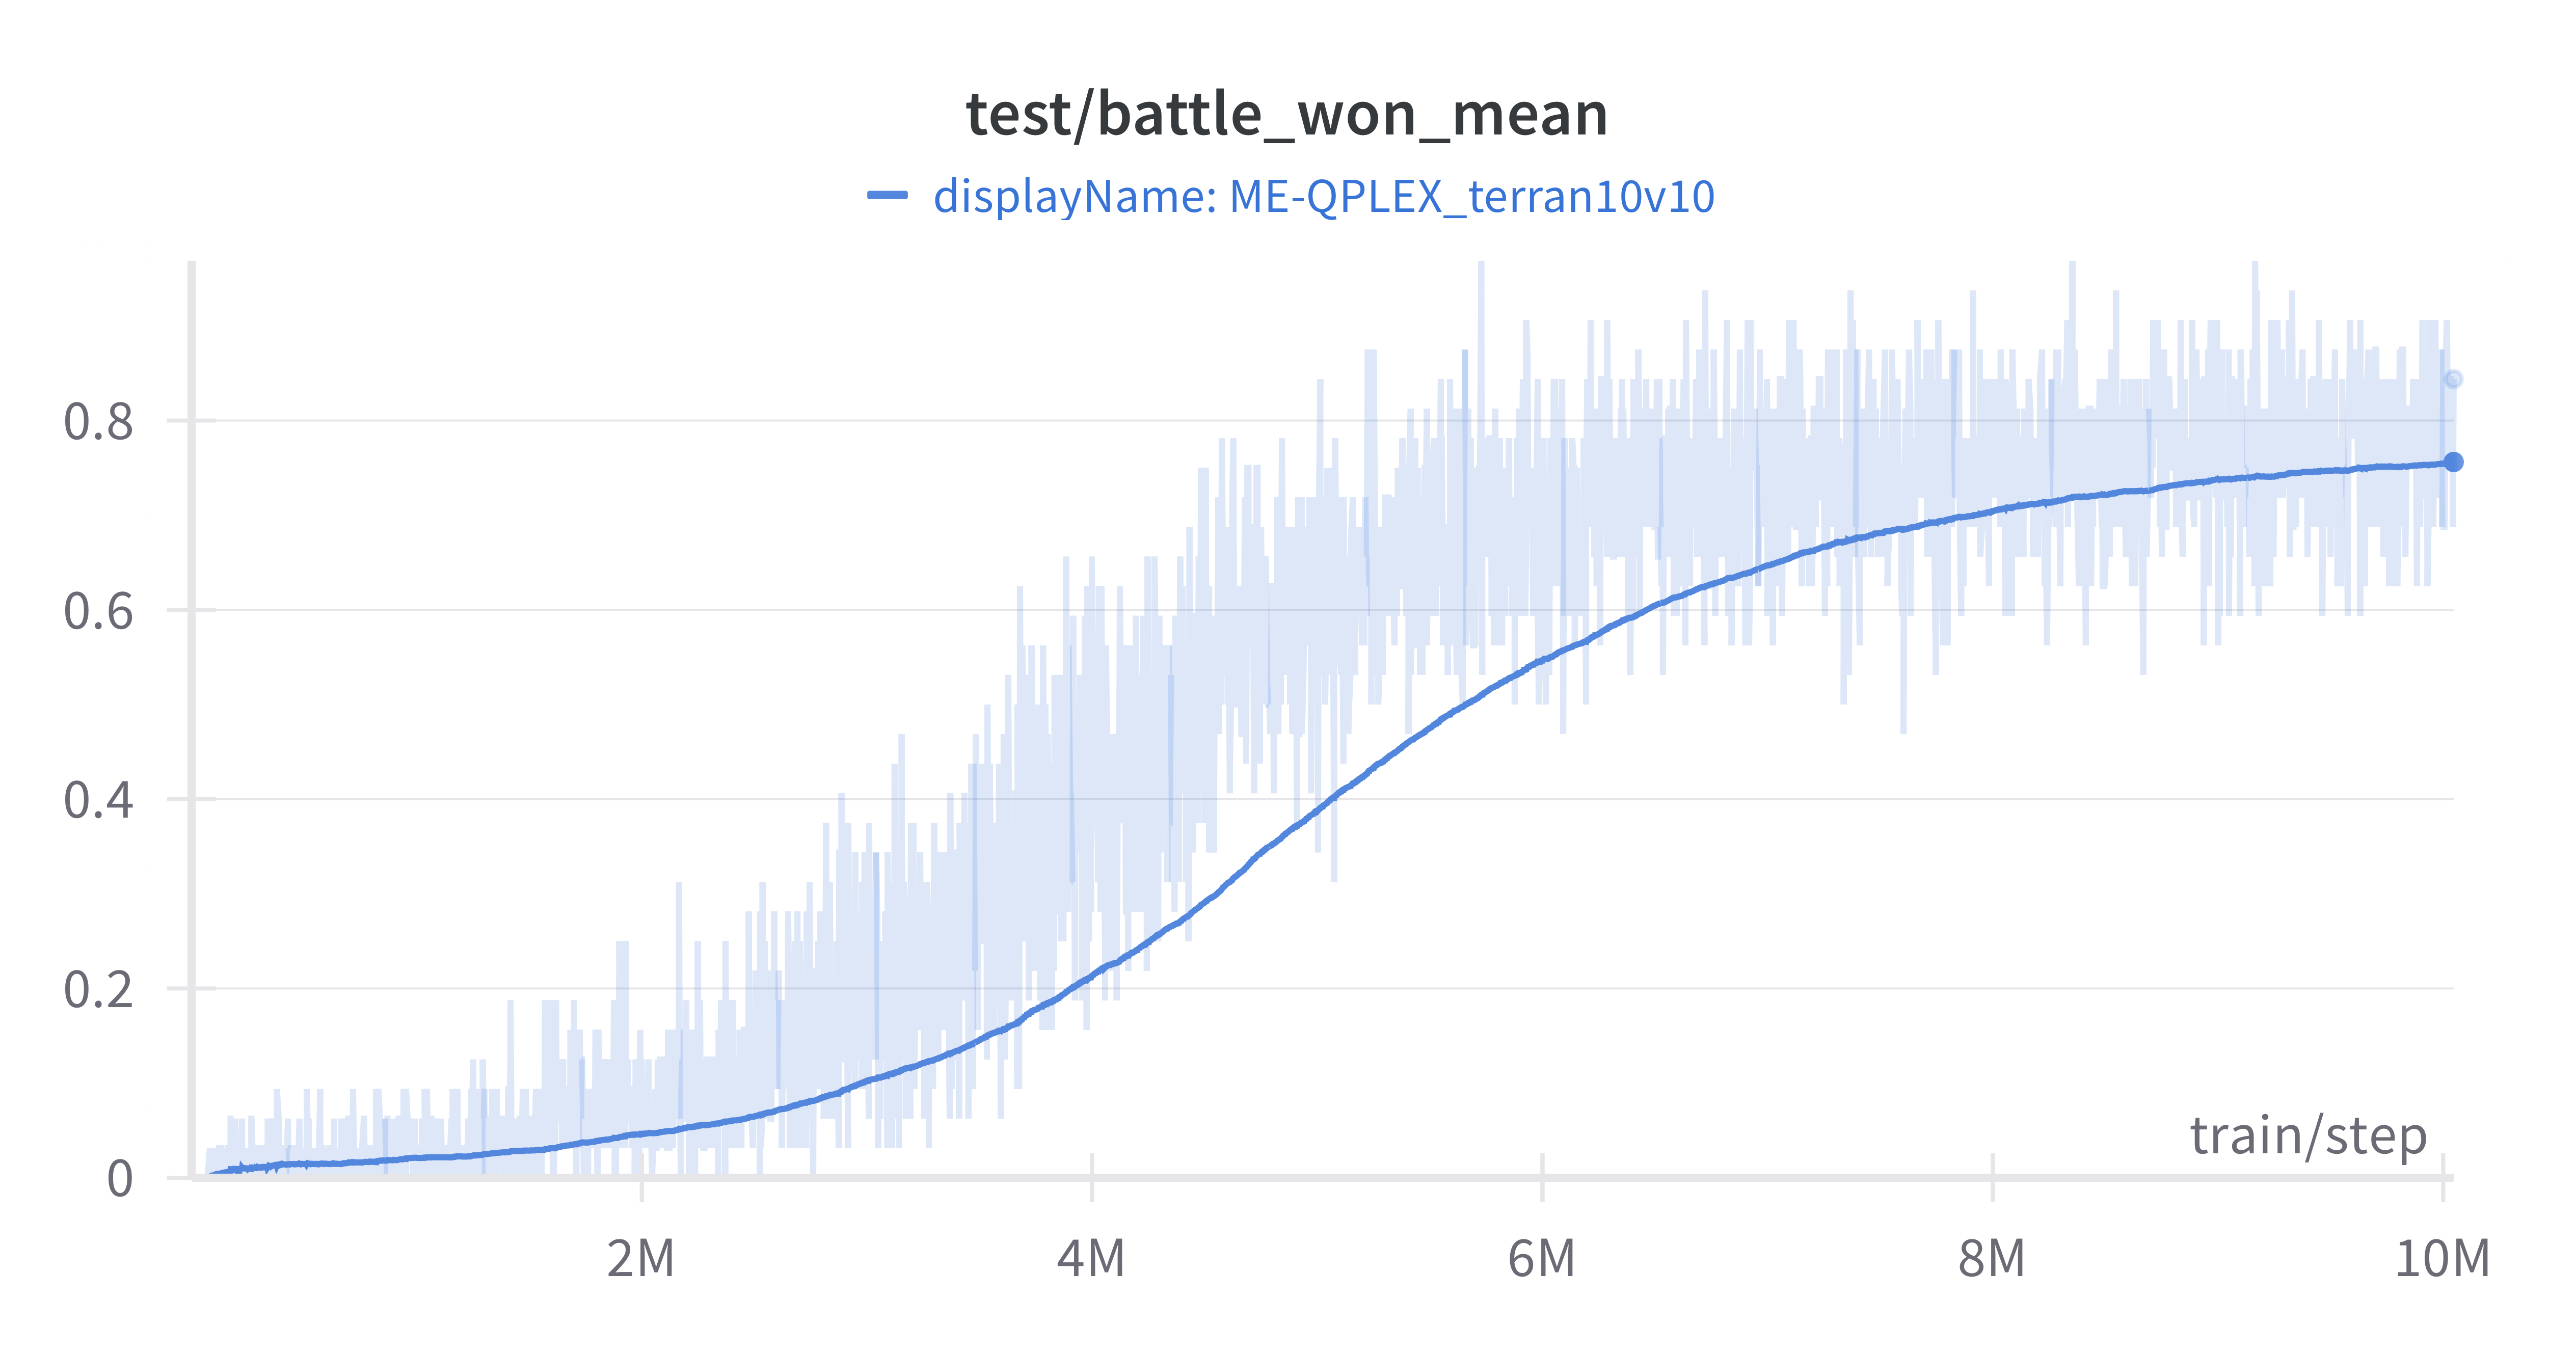 test/battle_won_mean
displayName: ME-QPLEX_terran10v10
0.8
0.6
0.4
0.2
0
train/step
2M 4M 6M 8M 10M